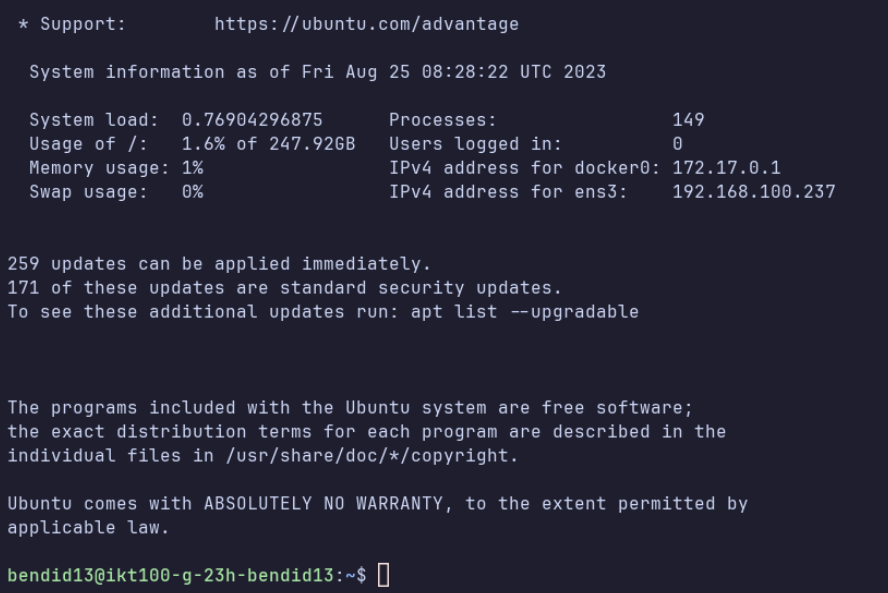 * Support:        https://ubuntu.com/advantage
System information as of Fri Aug 25 08:28:22 UTC 2023
System load:  0.76904296875      Processes:                149
Usage of /:   1.6% of 247.92GB   Users logged in:          0
Memory usage: 1%                 IPv4 address for docker0: 172.17.0.1
Swap usage:   0%                 IPv4 address for ens3:    192.168.100.237
259 updates can be applied immediately.
171 of these updates are standard security updates.
To see these additional updates run: apt list --upgradable
The programs included with the Ubuntu system are free software;
the exact distribution terms for each program are described in the
individual files in /usr/share/doc/*/copyright.
Ubuntu comes with ABSOLUTELY NO WARRANTY, to the extent permitted by
applicable law.
bendid13@ikt100-g-23h-bendid13:~$